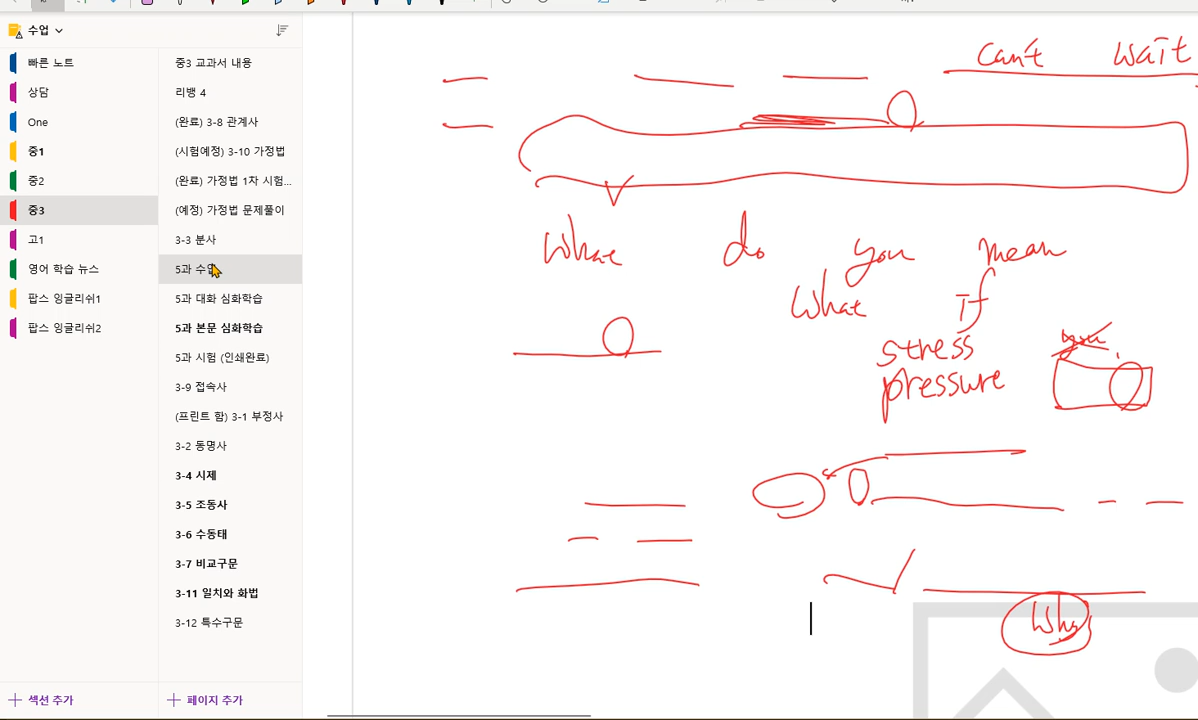 수업
빠른 노트
상담
One
중1
중2
중3
고1
영어 학습 뉴스
팝스 잉글리쉬1
팝스 잉글리쉬2
섹션 추가
중3 교과서 내용
리뱅 4
(완료) 3-8 관계사
(시험예정) 3-10 가정법
(완료) 가정법 1차 시험...
(예정) 가정법 문제풀이
3-3 분사
5과 수업
5과 대화 심화학습
5과 본문 심화학습
5과 시험 (인쇄완료)
3-9 접속사
(프린트 함) 3-1 부정사
3-2 동명사
3-4 시제
3-5 조동사
3-6 수동태
3-7 비교구문
3-11 일치와 화법
3-12 특수구문
페이지 추가
Can't wait
What do you mean
What if
stress
you
pressure